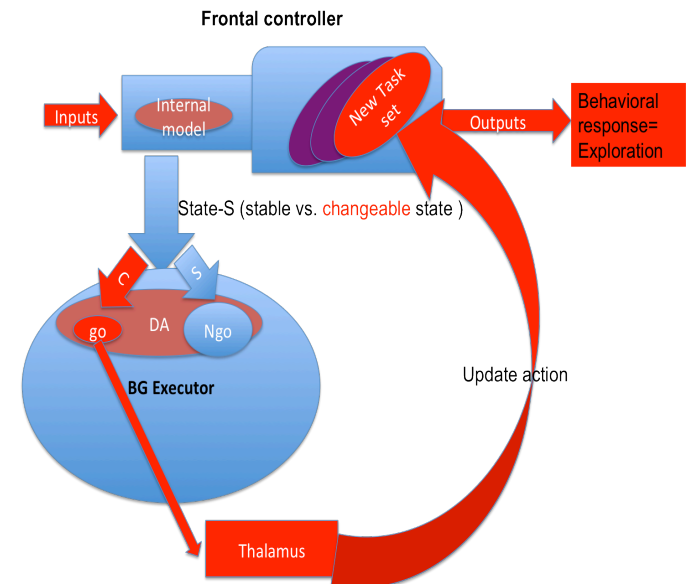 Frontal controller
Inputs
Internal
model
New Task
set
Outputs
Behavioral
response=
Exploration
State-S (stable vs. changeable state )
C
S
go
DA
Ngo
BG Executor
Update action
Thalamus